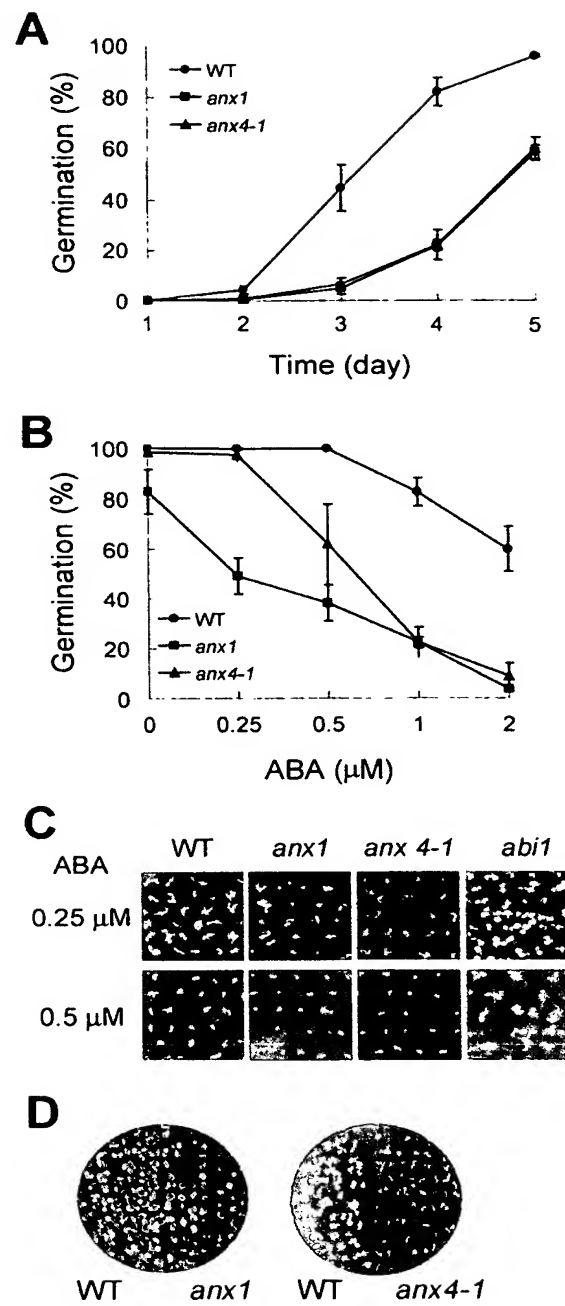 A
Germination (%)
100
80
60
40
20
0
WT
anx1
anx4-1
1 2 3 4 5
Time (day)
B
Germination (%)
100
80
60
40
20
0
WT
anx1
anx4-1
0 0.25 0.5 1 2
ABA (µM)
C
WT anx1 anx 4-1 abi1
ABA
0.25 µM
0.5 µM
D
WT anx1 WT anx4-1